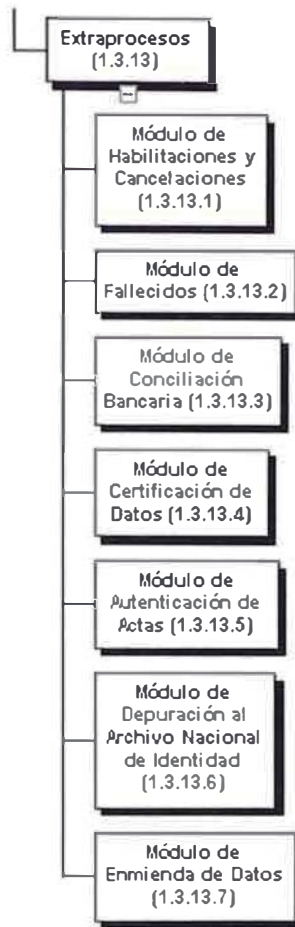 Extraprocesos
(1.3.13)
Módulo de
Habilitaciones y
Cancelaciones
(1.3.13.1)
Módulo de
Fallecidos (1.3.13.2)
Módulo de
Conciliación
Bancaria (1.3.13.3)
Módulo de
Certificación de
Datos (1.3.13.4)
Módulo de
Autenticación de
Actas (1.3.13.5)
Módulo de
Depuración al
Archivo Nacional
de Identidad
(1.3.13.6)
Módulo de
Enmienda de Datos
(1.3.13.7)